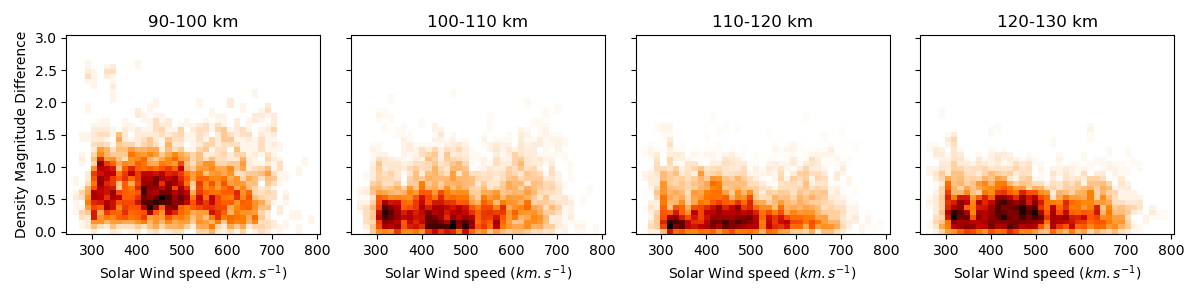 90-100 km
100-110 km
110-120 km
120-130 km
Density Magnitude Difference
3.0
2.5
2.0
1.5
1.0
0.5
0.0
300 400 500 600 700 800
300 400 500 600 700 800
300 400 500 600 700 800
300 400 500 600 700 800
Solar Wind speed (km.s⁻¹)
Solar Wind speed (km.s⁻¹)
Solar Wind speed (km.s⁻¹)
Solar Wind speed (km.s⁻¹)